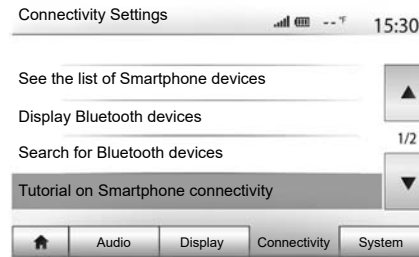 Connectivity Settings -- °F 15:30
See the list of Smartphone devices
Display Bluetooth devices
1/2
Search for Bluetooth devices
Tutorial on Smartphone connectivity
Audio Display Connectivity System